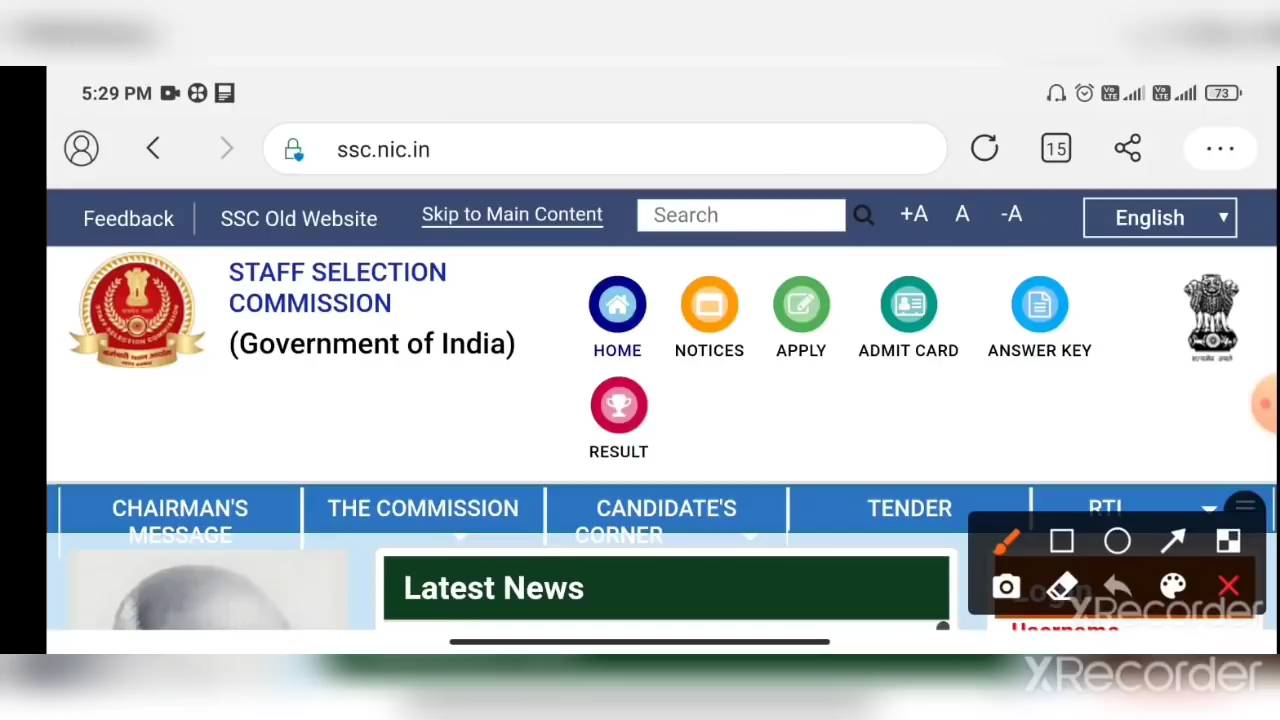 5:29 PM
73
ssc.nic.in
15
Feedback
SSC Old Website
Skip to Main Content
Search
+A A -A
English
STAFF SELECTION
COMMISSION
(Government of India)
HOME
NOTICES
APPLY
ADMIT CARD
ANSWER KEY
RESULT
CHAIRMAN'S
MESSAGE
THE COMMISSION
CANDIDATE'S
CORNER
TENDER
RTI
Latest News
Login
Username
XRecorder
XRecorder